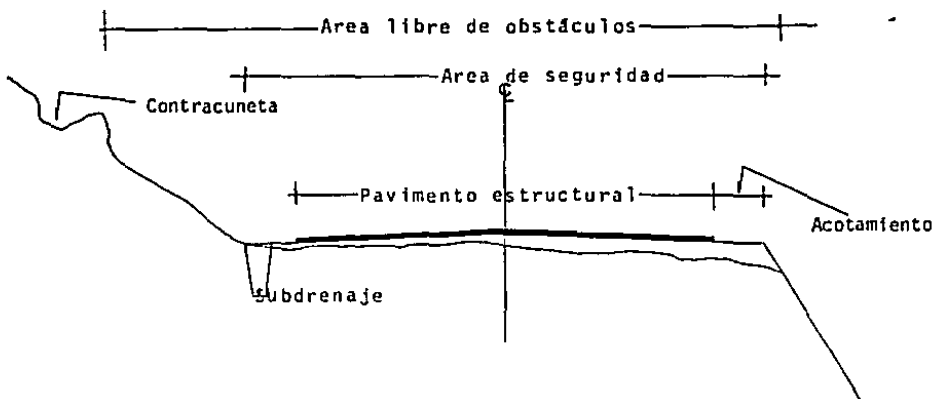 Area libre de obstáculos
Area de seguridad
℄
Contracuneta
Pavimento estructural
Acotamiento
Subdrenaje